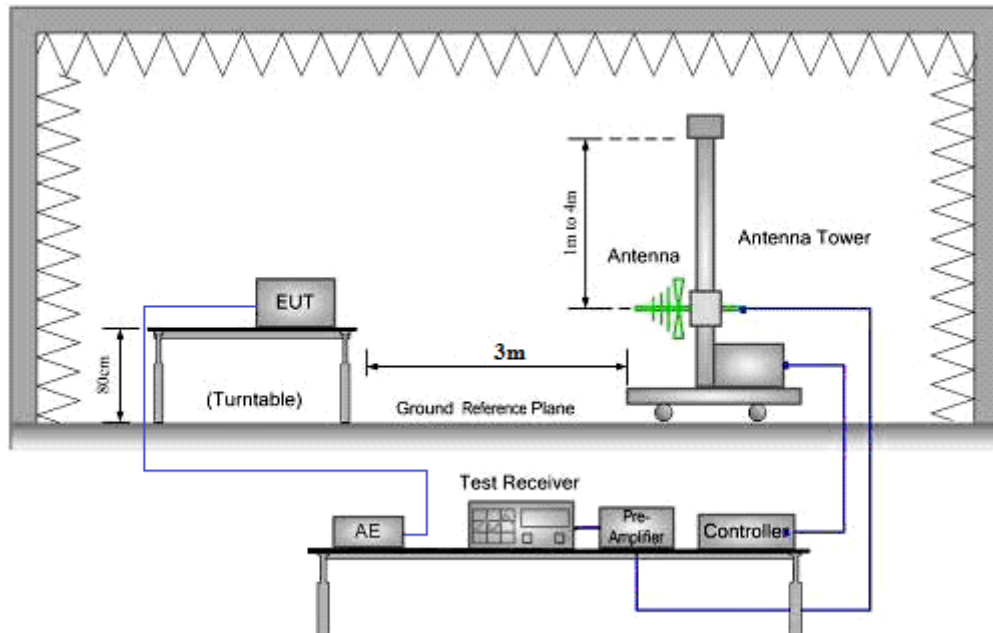 1m to 4m
Antenna Tower
Antenna
EUT
3m
80cm
(Turntable)
Ground Reference Plane
Test Receiver
AE
Pre-
Amplifier
Controller